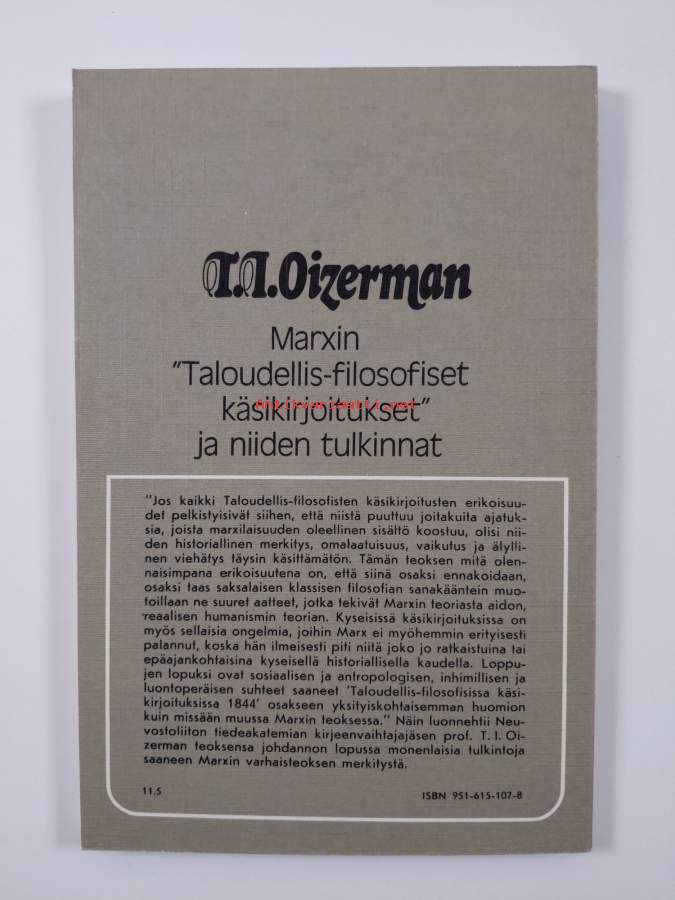 T.I.Oizerman
Marxin
"Taloudellis-filosofiset
käsikirjoitukset"
Antikvariaatti.net
ja niiden tulkinnat
"Jos kaikki Taloudellis-filosofisten käsikirjoitusten erikoisuu-
det pelkistyisivät siihen, että niistä puuttuu joitakuita ajatuk-
sia, joista marxilaisuuden oleellinen sisältö koostuu, olisi nii-
den historiallinen merkitys, omalaatuisuus, vaikutus ja älylli-
nen viehätys täysin käsittämätön. Tämän teoksen mitä olen-
naisimpana erikoisuutena on, että siinä osaksi ennakoidaan,
osaksi taas saksalaisen klassisen filosofian sanakääntein muo-
toillaan ne suuret aatteet, jotka tekivät Marxin teoriasta aidon,
reaalisen humanismin teorian. Kyseisissä käsikirjoituksissa on
myös sellaisia ongelmia, joihin Marx ei myöhemmin erityisesti
palannut, koska hän ilmeisesti piti niitä joko jo ratkaistuina tai
epäajankohtaisina kyseisellä historiallisella kaudella. Loppu-
jen lopuksi ovat sosiaalisen ja antropologisen, inhimillisen ja
luontoperäisen suhteet saaneet 'Taloudellis-filosofisissa käsi-
kirjoituksissa 1844' osakseen yksityiskohtaisemman huomion
kuin missään muussa Marxin teoksessa." Näin luonnehtii Neu-
vostoliiton tiedeakatemian kirjeenvaihtajajäsen prof. T. I. Oi-
zerman teoksensa johdannon lopussa monenlaisia tulkintoja
saaneen Marxin varhaisteoksen merkitystä.
11.5
ISBN 951-615-107-8